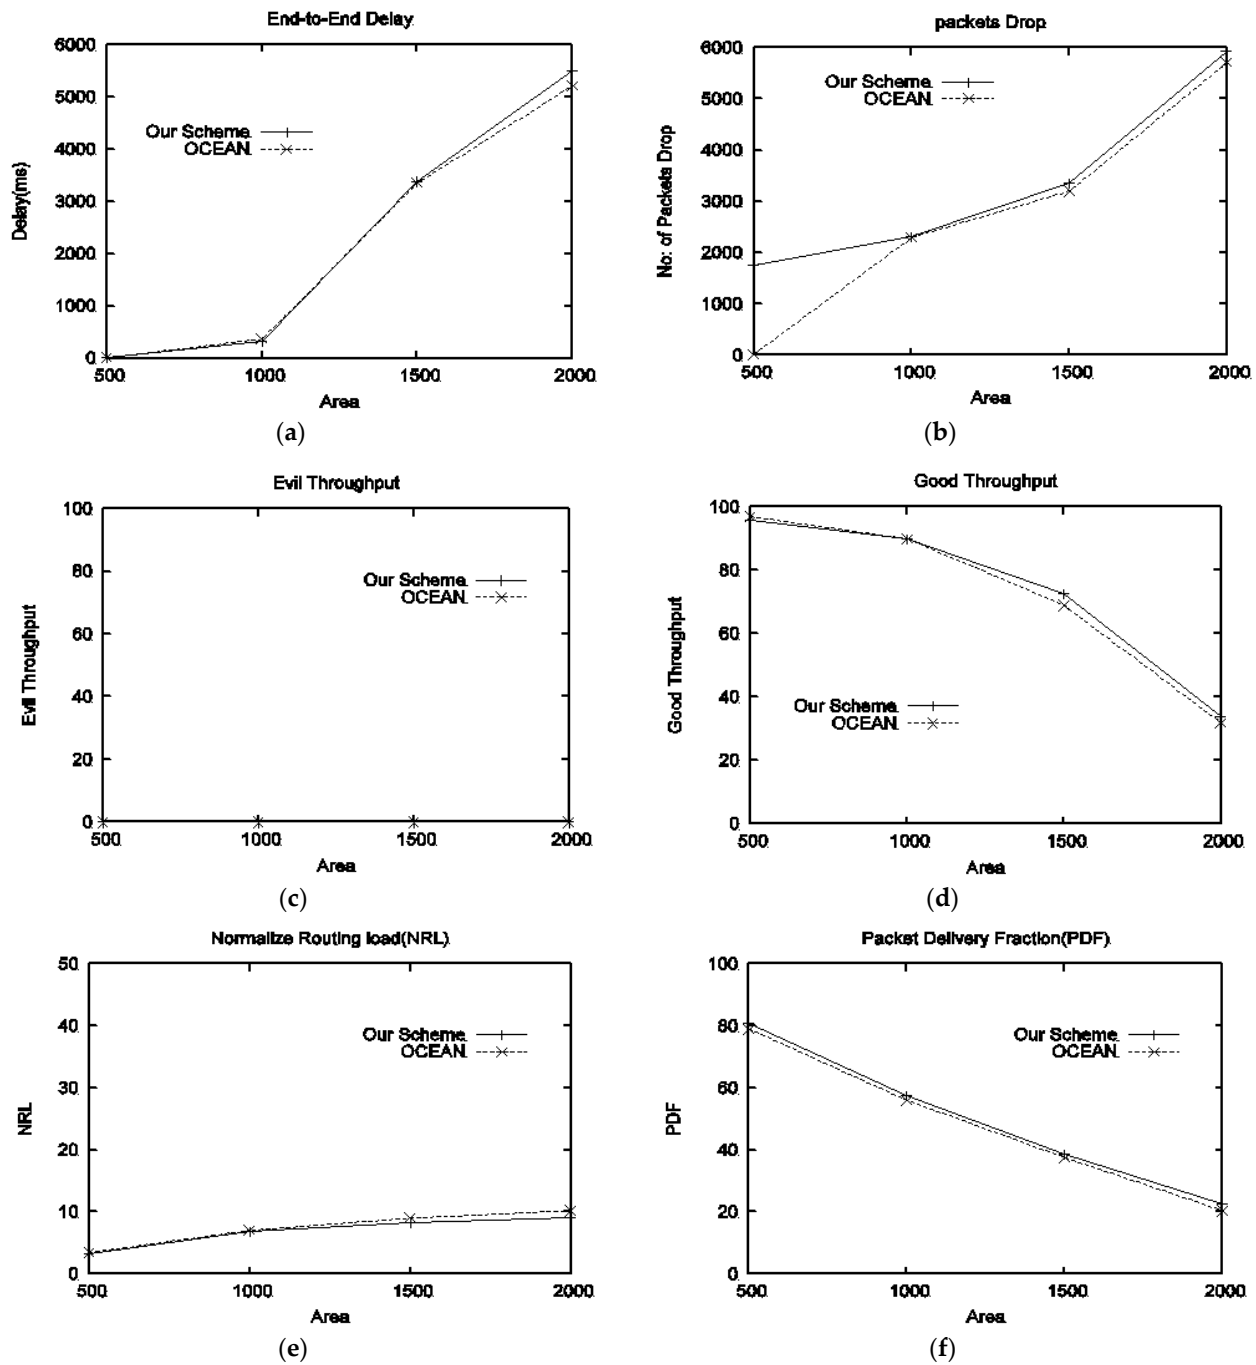 End-to-End Delay
6000
5000
4000
3000
2000
1000
0
Delay(ms)
Our Scheme
OCEAN
500
1000
1500
2000
Area
(a)
packets Drop
6000
5000
4000
3000
2000
1000
0
No: of Packets Drop
Our Scheme
OCEAN
500
1000
1500
2000
Area
(b)
Evil Throughput
100
80
60
40
20
0
Evil Throughput
Our Scheme
OCEAN
500
1000
1500
2000
Area
(c)
Good Throughput
100
80
60
40
20
0
Good Throughput
Our Scheme
OCEAN
500
1000
1500
2000
Area
(d)
Normalize Routing load(NRL)
50
40
30
20
10
0
NRL
Our Scheme
OCEAN
500
1000
1500
2000
Area
(e)
Packet Delivery Fraction(PDF)
100
80
60
40
20
0
PDF
Our Scheme
OCEAN
500
1000
1500
2000
Area
(f)